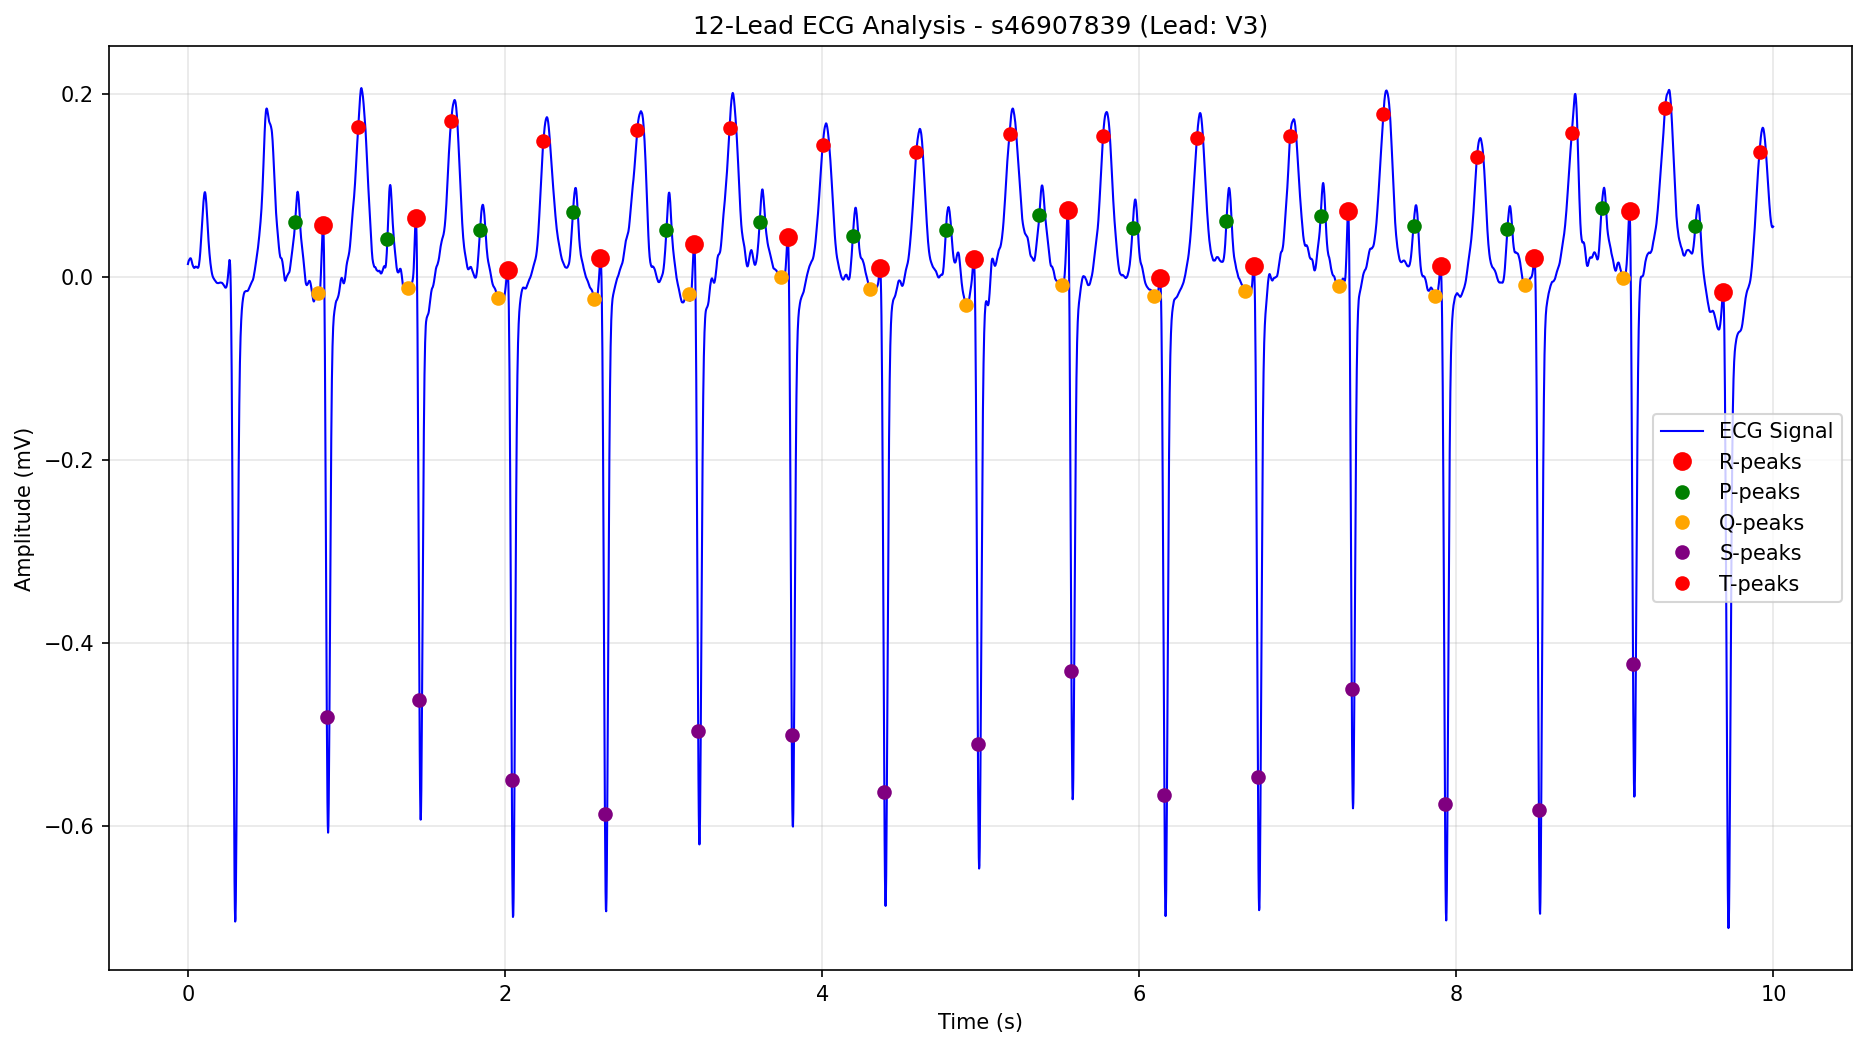 12-Lead ECG Analysis - s46907839 (Lead: V3)
0.2
0.0
−0.2
−0.4
−0.6
Amplitude (mV)
ECG Signal
R-peaks
P-peaks
Q-peaks
S-peaks
T-peaks
0 2 4 6 8 10
Time (s)